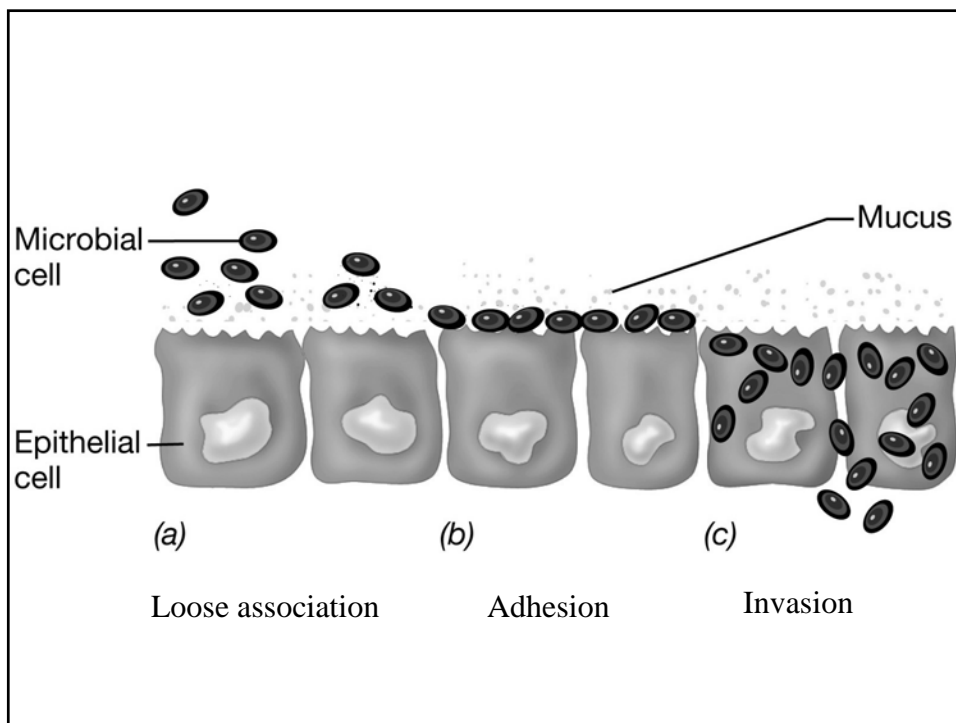 Microbial
cell
Mucus
Epithelial
cell
(a)
(b)
(c)
Loose association
Adhesion
Invasion